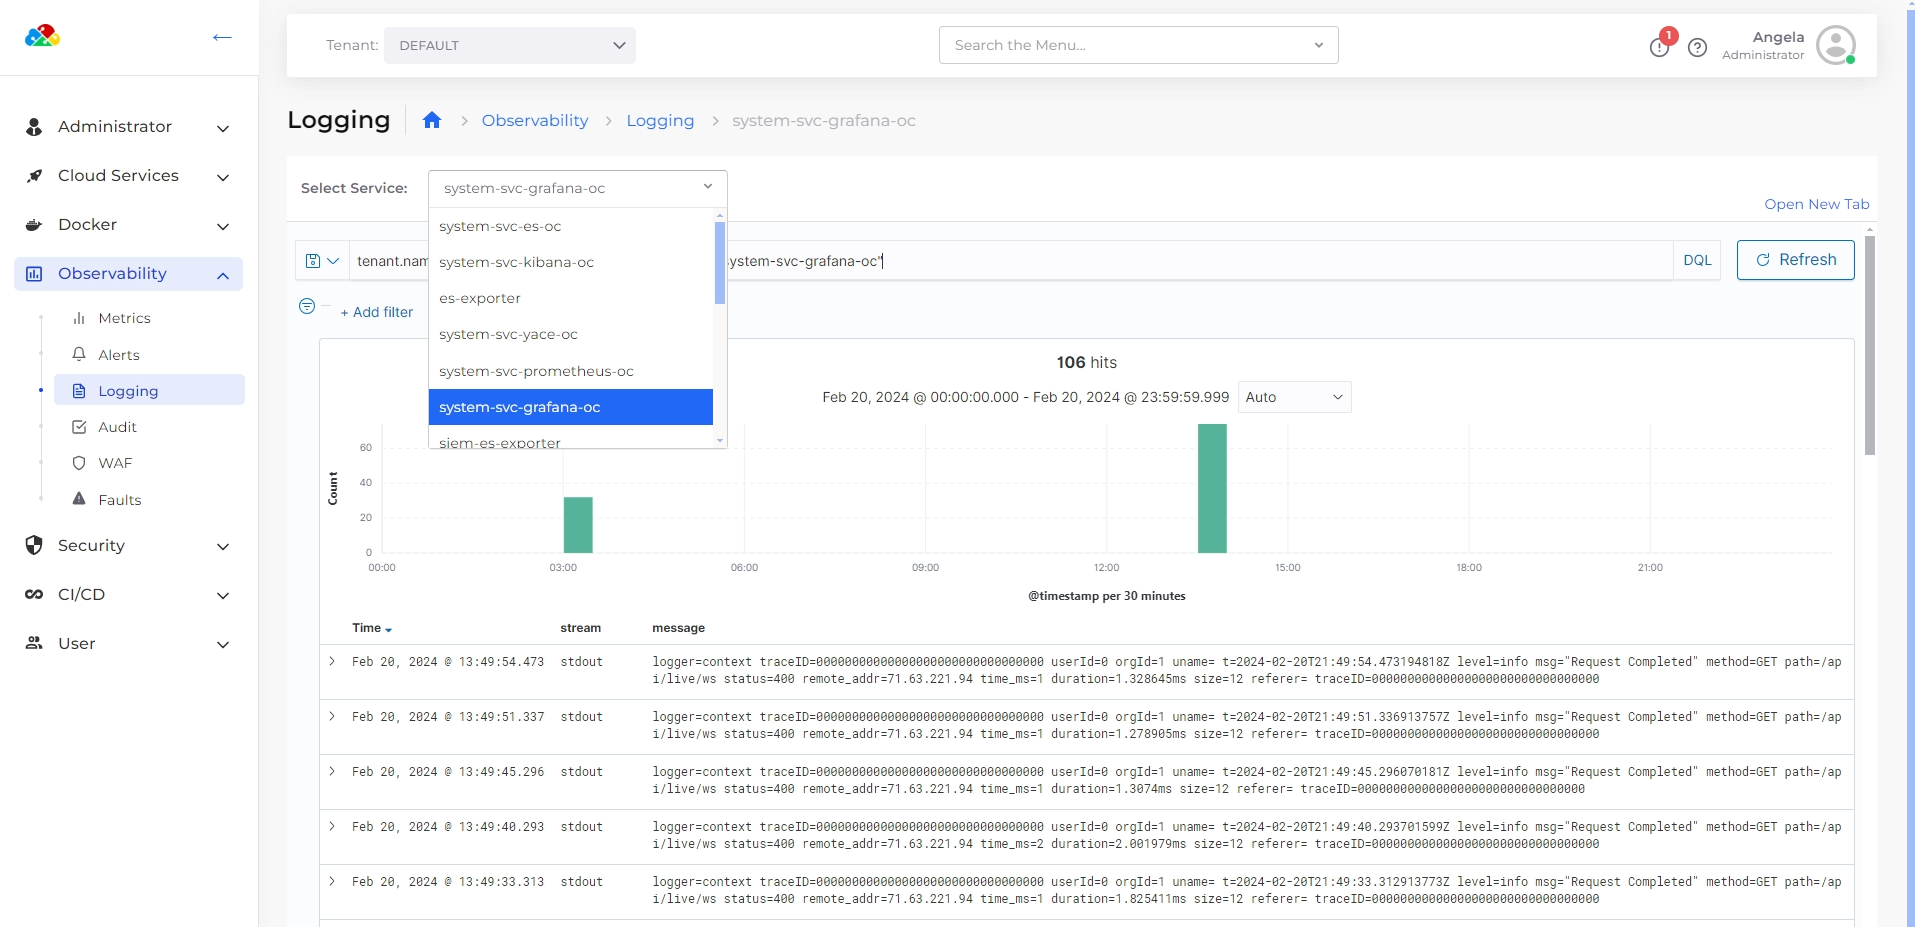 Tenant: DEFAULT
Search the Menu...
1
Angela
Administrator
Administrator
Cloud Services
Docker
Observability
Metrics
Alerts
Logging
Audit
WAF
Faults
Security
CI/CD
User
Logging > Observability > Logging > system-svc-grafana-oc
Select Service: system-svc-grafana-oc
Open New Tab
system-svc-es-oc
system-svc-kibana-oc
es-exporter
system-svc-yace-oc
system-svc-prometheus-oc
system-svc-grafana-oc
siem-es-exporter
tenant.nam ystem-svc-grafana-oc" DQL Refresh
+ Add filter
106 hits
Feb 20, 2024 @ 00:00:00.000 - Feb 20, 2024 @ 23:59:59.999 Auto
Count
60
40
20
0
00:00 03:00 06:00 09:00 12:00 15:00 18:00 21:00
@timestamp per 30 minutes
Time stream message
Feb 20, 2024 @ 13:49:54.473 stdout logger=context traceID=00000000000000000000000000000000 userId=0 orgId=1 uname= t=2024-02-20T21:49:54.473194818Z level=info msg="Request Completed" method=GET path=/ap
i/live/ws status=400 remote_addr=71.63.221.94 time_ms=1 duration=1.328645ms size=12 referer= traceID=00000000000000000000000000000000
Feb 20, 2024 @ 13:49:51.337 stdout logger=context traceID=00000000000000000000000000000000 userId=0 orgId=1 uname= t=2024-02-20T21:49:51.336913757Z level=info msg="Request Completed" method=GET path=/ap
i/live/ws status=400 remote_addr=71.63.221.94 time_ms=1 duration=1.278905ms size=12 referer= traceID=00000000000000000000000000000000
Feb 20, 2024 @ 13:49:45.296 stdout logger=context traceID=00000000000000000000000000000000 userId=0 orgId=1 uname= t=2024-02-20T21:49:45.296070181Z level=info msg="Request Completed" method=GET path=/ap
i/live/ws status=400 remote_addr=71.63.221.94 time_ms=1 duration=1.3074ms size=12 referer= traceID=00000000000000000000000000000000
Feb 20, 2024 @ 13:49:40.293 stdout logger=context traceID=00000000000000000000000000000000 userId=0 orgId=1 uname= t=2024-02-20T21:49:40.293701599Z level=info msg="Request Completed" method=GET path=/ap
i/live/ws status=400 remote_addr=71.63.221.94 time_ms=2 duration=2.001979ms size=12 referer= traceID=00000000000000000000000000000000
Feb 20, 2024 @ 13:49:33.313 stdout logger=context traceID=00000000000000000000000000000000 userId=0 orgId=1 uname= t=2024-02-20T21:49:33.312913773Z level=info msg="Request Completed" method=GET path=/ap
i/live/ws status=400 remote_addr=71.63.221.94 time_ms=1 duration=1.825411ms size=12 referer= traceID=00000000000000000000000000000000